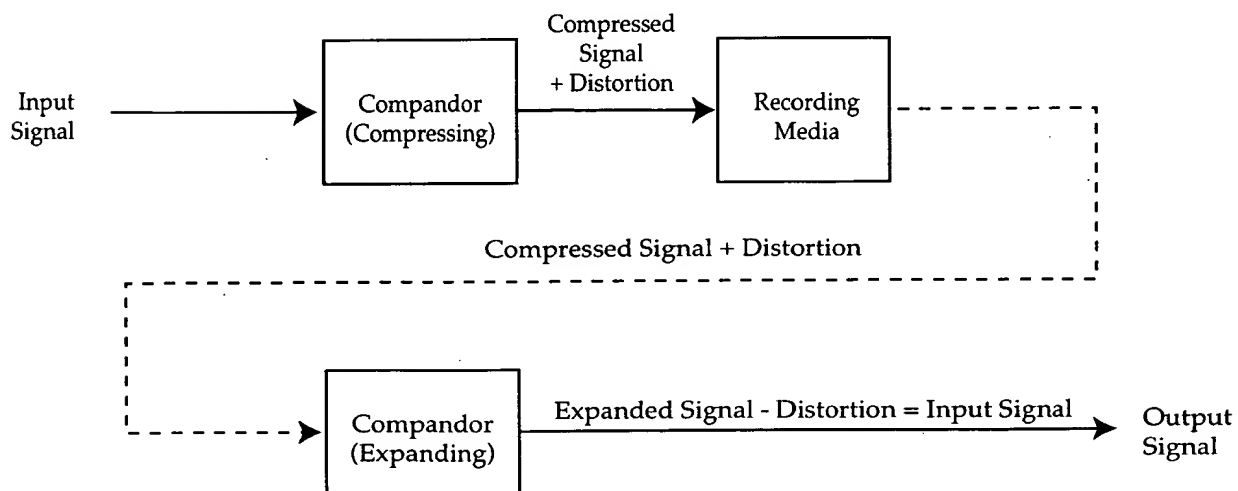 Input
Signal
Compandor
(Compressing)
Compressed
Signal
+ Distortion
Recording
Media
Compressed Signal + Distortion
Compandor
(Expanding)
Expanded Signal - Distortion = Input Signal
Output
Signal